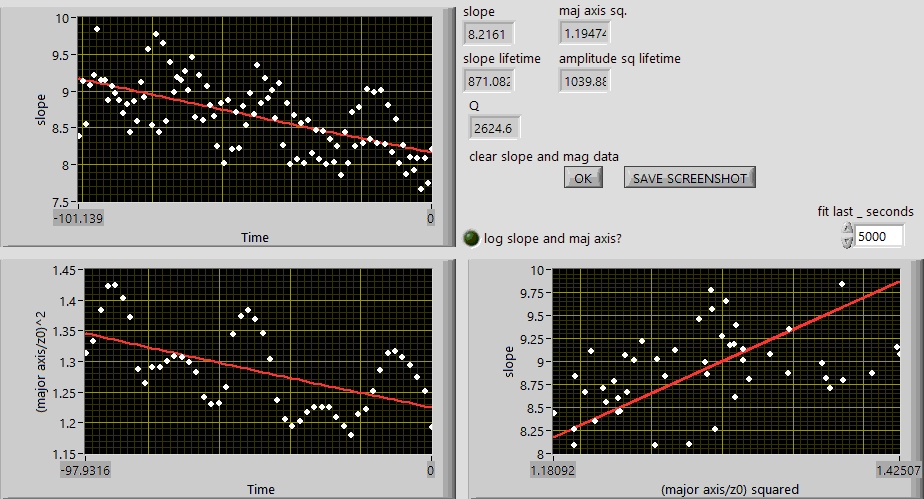 slope
maj axis sq.
8.2161
1.19474
slope lifetime
amplitude sq lifetime
871.082
1039.88
Q
2624.6
clear slope and mag data
OK
SAVE SCREENSHOT
fit last _ seconds
log slope and maj axis?
5000
10
9.5
9
8.5
8
7.5
slope
-101.139
0
Time
1.45
1.4
1.35
1.3
1.25
1.2
1.15
(major axis/z0)^2
-97.9316
0
Time
10
9.75
9.5
9.25
9
8.75
8.5
8.25
8
slope
1.18092
1.42507
(major axis/z0) squared